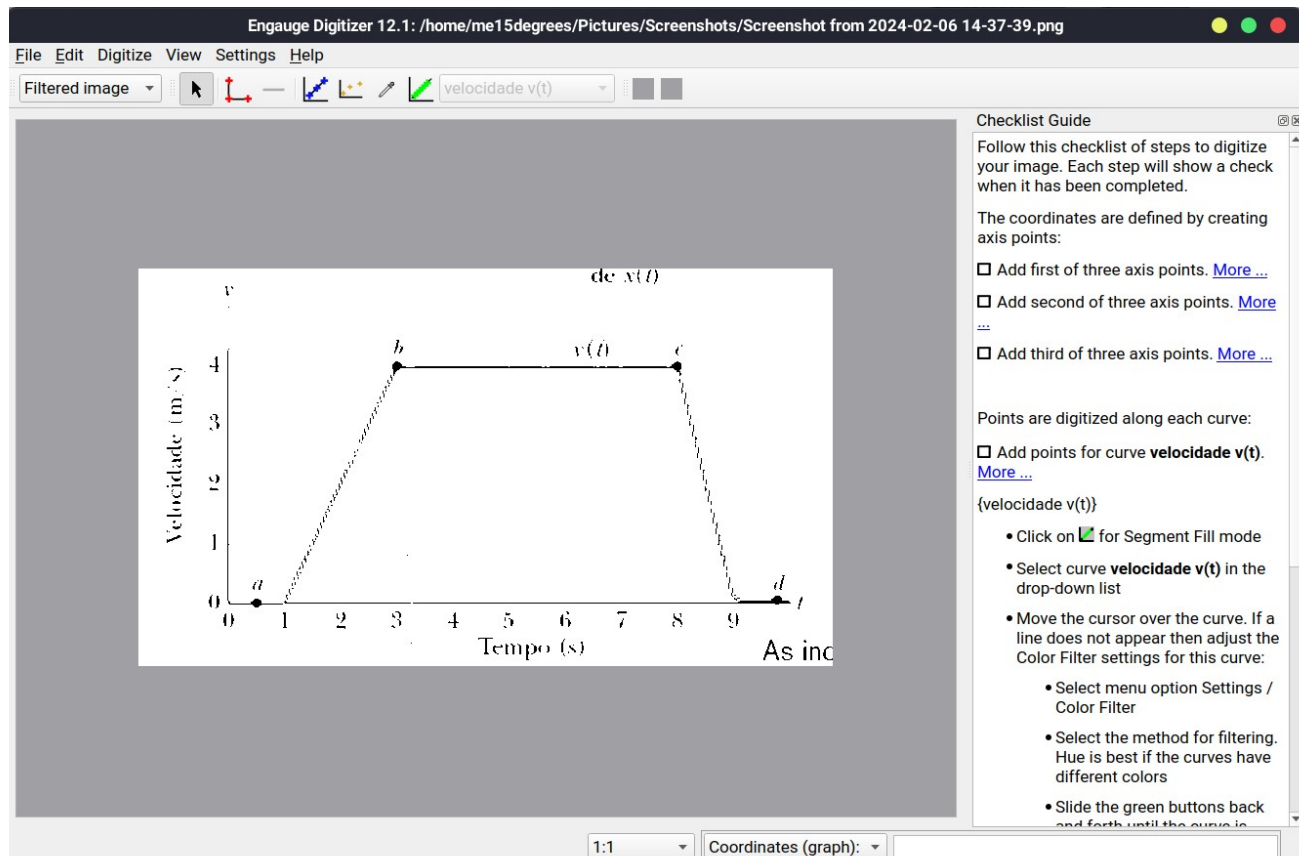 Engauge Digitizer 12.1: /home/me15degrees/Pictures/Screenshots/Screenshot from 2024-02-06 14-37-39.png
File Edit Digitize View Settings Help
Filtered image
velocidade v(t)
Checklist Guide
Follow this checklist of steps to digitize
your image. Each step will show a check
when it has been completed.
The coordinates are defined by creating
axis points:
Add first of three axis points. More ...
Add second of three axis points. More
...
Add third of three axis points. More ...
Points are digitized along each curve:
Add points for curve velocidade v(t).
More ...
{velocidade v(t)}
• Click on for Segment Fill mode
• Select curve velocidade v(t) in the
drop-down list
• Move the cursor over the curve. If a
line does not appear then adjust the
Color Filter settings for this curve:
• Select menu option Settings /
Color Filter
• Select the method for filtering.
Hue is best if the curves have
different colors
• Slide the green buttons back
and forth until the curve is
de x(t)
v
b
v(t)
c
4
3
2
1
0
Velocidade (m/s)
a
d
t
0 1 2 3 4 5 6 7 8 9
Tempo (s)
As inc
1:1
Coordinates (graph):